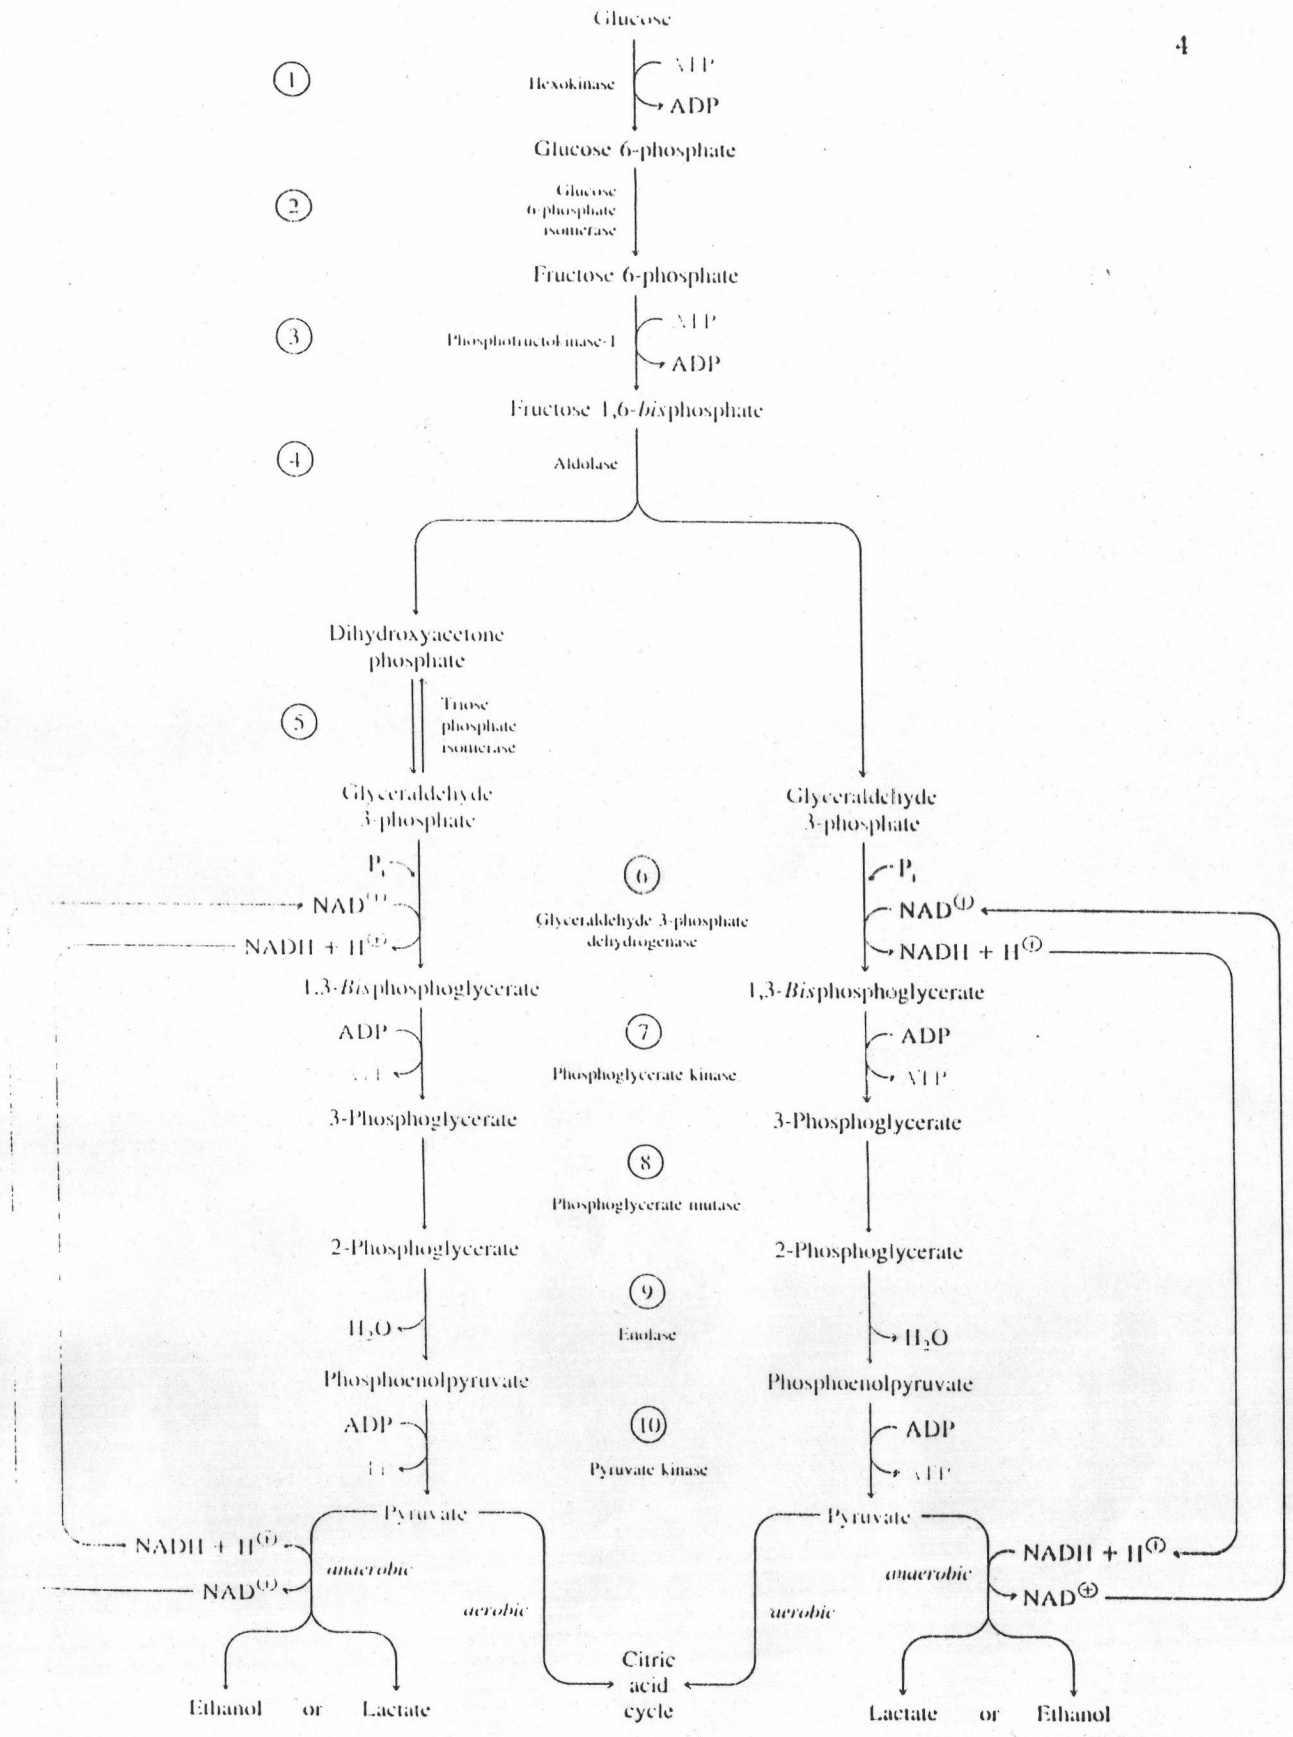 Glucose
4
1
Hexokinase
ATP
ADP
Glucose 6-phosphate
2
Glucose
6-phosphate
isomerase
Fructose 6-phosphate
3
Phosphofructokinase-1
ATP
ADP
Fructose 1,6-bisphosphate
4
Aldolase
Dihydroxyacetone
phosphate
5
Triose
phosphate
isomerase
Glyceraldehyde
3-phosphate
Glyceraldehyde
3-phosphate
Pi
6
Pi
NAD+
Glyceraldehyde 3-phosphate
dehydrogenase
NAD+
NADH + H+
NADH + H+
1,3-Bisphosphoglycerate
1,3-Bisphosphoglycerate
ADP
7
ADP
Phosphoglycerate kinase
ATP
3-Phosphoglycerate
3-Phosphoglycerate
8
Phosphoglycerate mutase
2-Phosphoglycerate
2-Phosphoglycerate
9
H2O
Enolase
H2O
Phosphoenolpyruvate
Phosphoenolpyruvate
ADP
10
ADP
Pyruvate kinase
ATP
Pyruvate
Pyruvate
NADH + H+
anaerobic
anaerobic
NADH + H+
NAD+
NAD+
aerobic
aerobic
Citric
acid
cycle
Ethanol or Lactate
Lactate or Ethanol